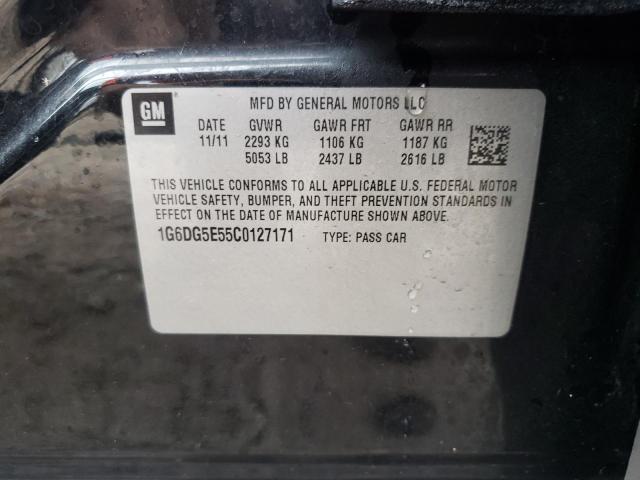 GM
MFD BY GENERAL MOTORS LLC
DATE GVWR GAWR FRT GAWR RR
11/11 2293 KG 1106 KG 1187 KG
5053 LB 2437 LB 2616 LB
THIS VEHICLE CONFORMS TO ALL APPLICABLE U.S. FEDERAL MOTOR
VEHICLE SAFETY, BUMPER, AND THEFT PREVENTION STANDARDS IN
EFFECT ON THE DATE OF MANUFACTURE SHOWN ABOVE.
1G6DG5E55C0127171 TYPE: PASS CAR